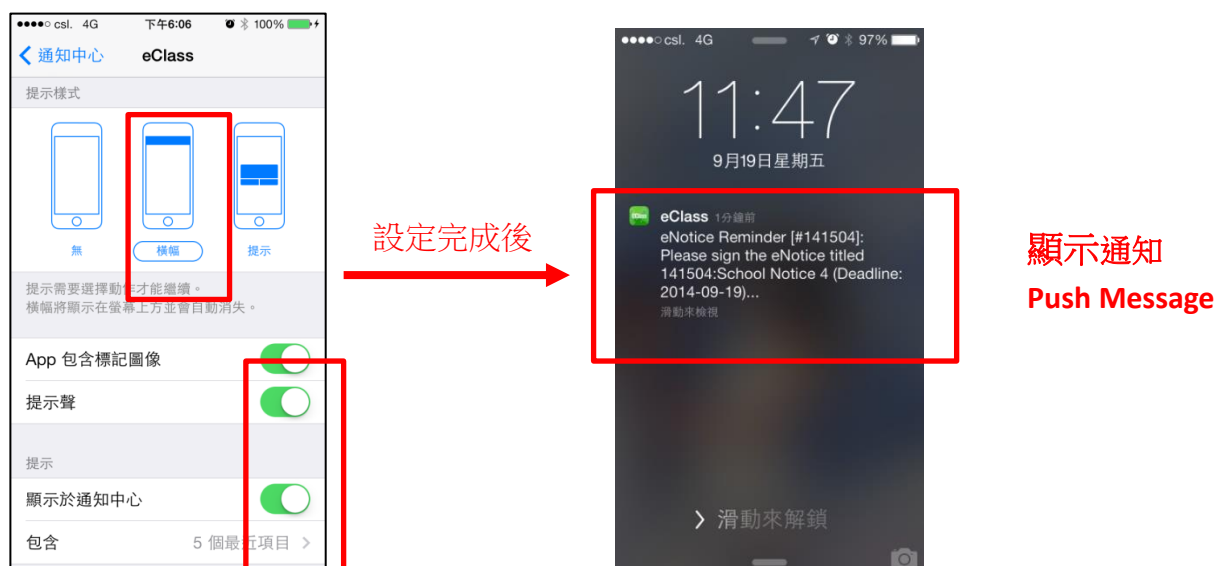 csl. 4G 下午6:06 100%
通知中心 eClass
提示樣式
無 橫幅 提示
提示需要選擇動作才能繼續。
橫幅將顯示在螢幕上方並會自動消失。
App 包含標記圖像
提示聲
提示
顯示於通知中心
包含 5 個最近項目
設定完成後
csl. 4G 97%
11:47
9月19日星期五
eClass 1分鐘前
eNotice Reminder [#141504]:
Please sign the eNotice titled
141504:School Notice 4 (Deadline:
2014-09-19)...
滑動來檢視
滑動來解鎖
顯示通知
Push Message